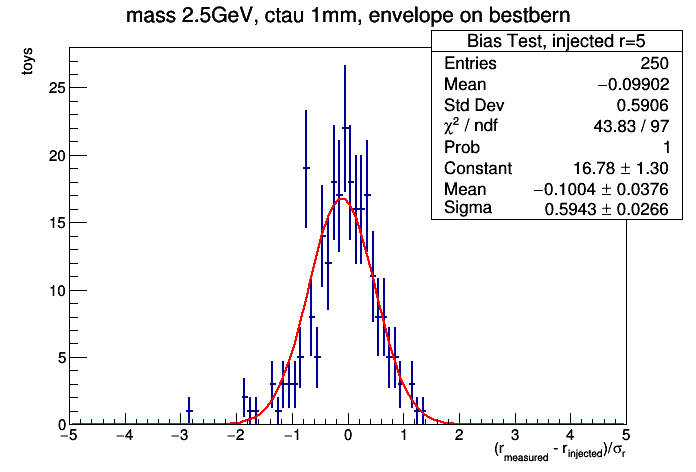 mass 2.5GeV, ctau 1mm, envelope on bestbern
Bias Test, injected r=5
Entries 250
Mean −0.09902
Std Dev 0.5906
χ² / ndf 43.83 / 97
Prob 1
Constant 16.78 ± 1.30
Mean −0.1004 ± 0.0376
Sigma 0.5943 ± 0.0266
toys
25
20
15
10
5
0
−5 −4 −3 −2 −1 0 1 2 3 4 5
(r_measured - r_injected)/σ_r